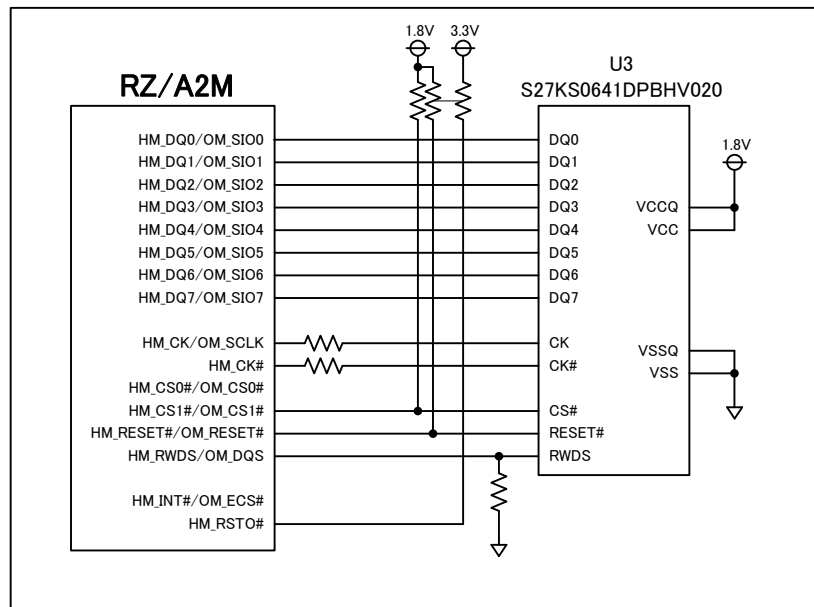 1.8V 3.3V
RZ/A2M
U3
S27KS0641DPBHV020
1.8V
HM_DQ0/OM_SIO0 DQ0
HM_DQ1/OM_SIO1 DQ1
HM_DQ2/OM_SIO2 DQ2
HM_DQ3/OM_SIO3 DQ3 VCCQ
HM_DQ4/OM_SIO4 DQ4 VCC
HM_DQ5/OM_SIO5 DQ5
HM_DQ6/OM_SIO6 DQ6
HM_DQ7/OM_SIO7 DQ7
HM_CK/OM_SCLK CK VSSQ
HM_CK# CK# VSS
HM_CS0#/OM_CS0#
HM_CS1#/OM_CS1# CS#
HM_RESET#/OM_RESET# RESET#
HM_RWDS/OM_DQS RWDS
HM_INT#/OM_ECS#
HM_RSTO#